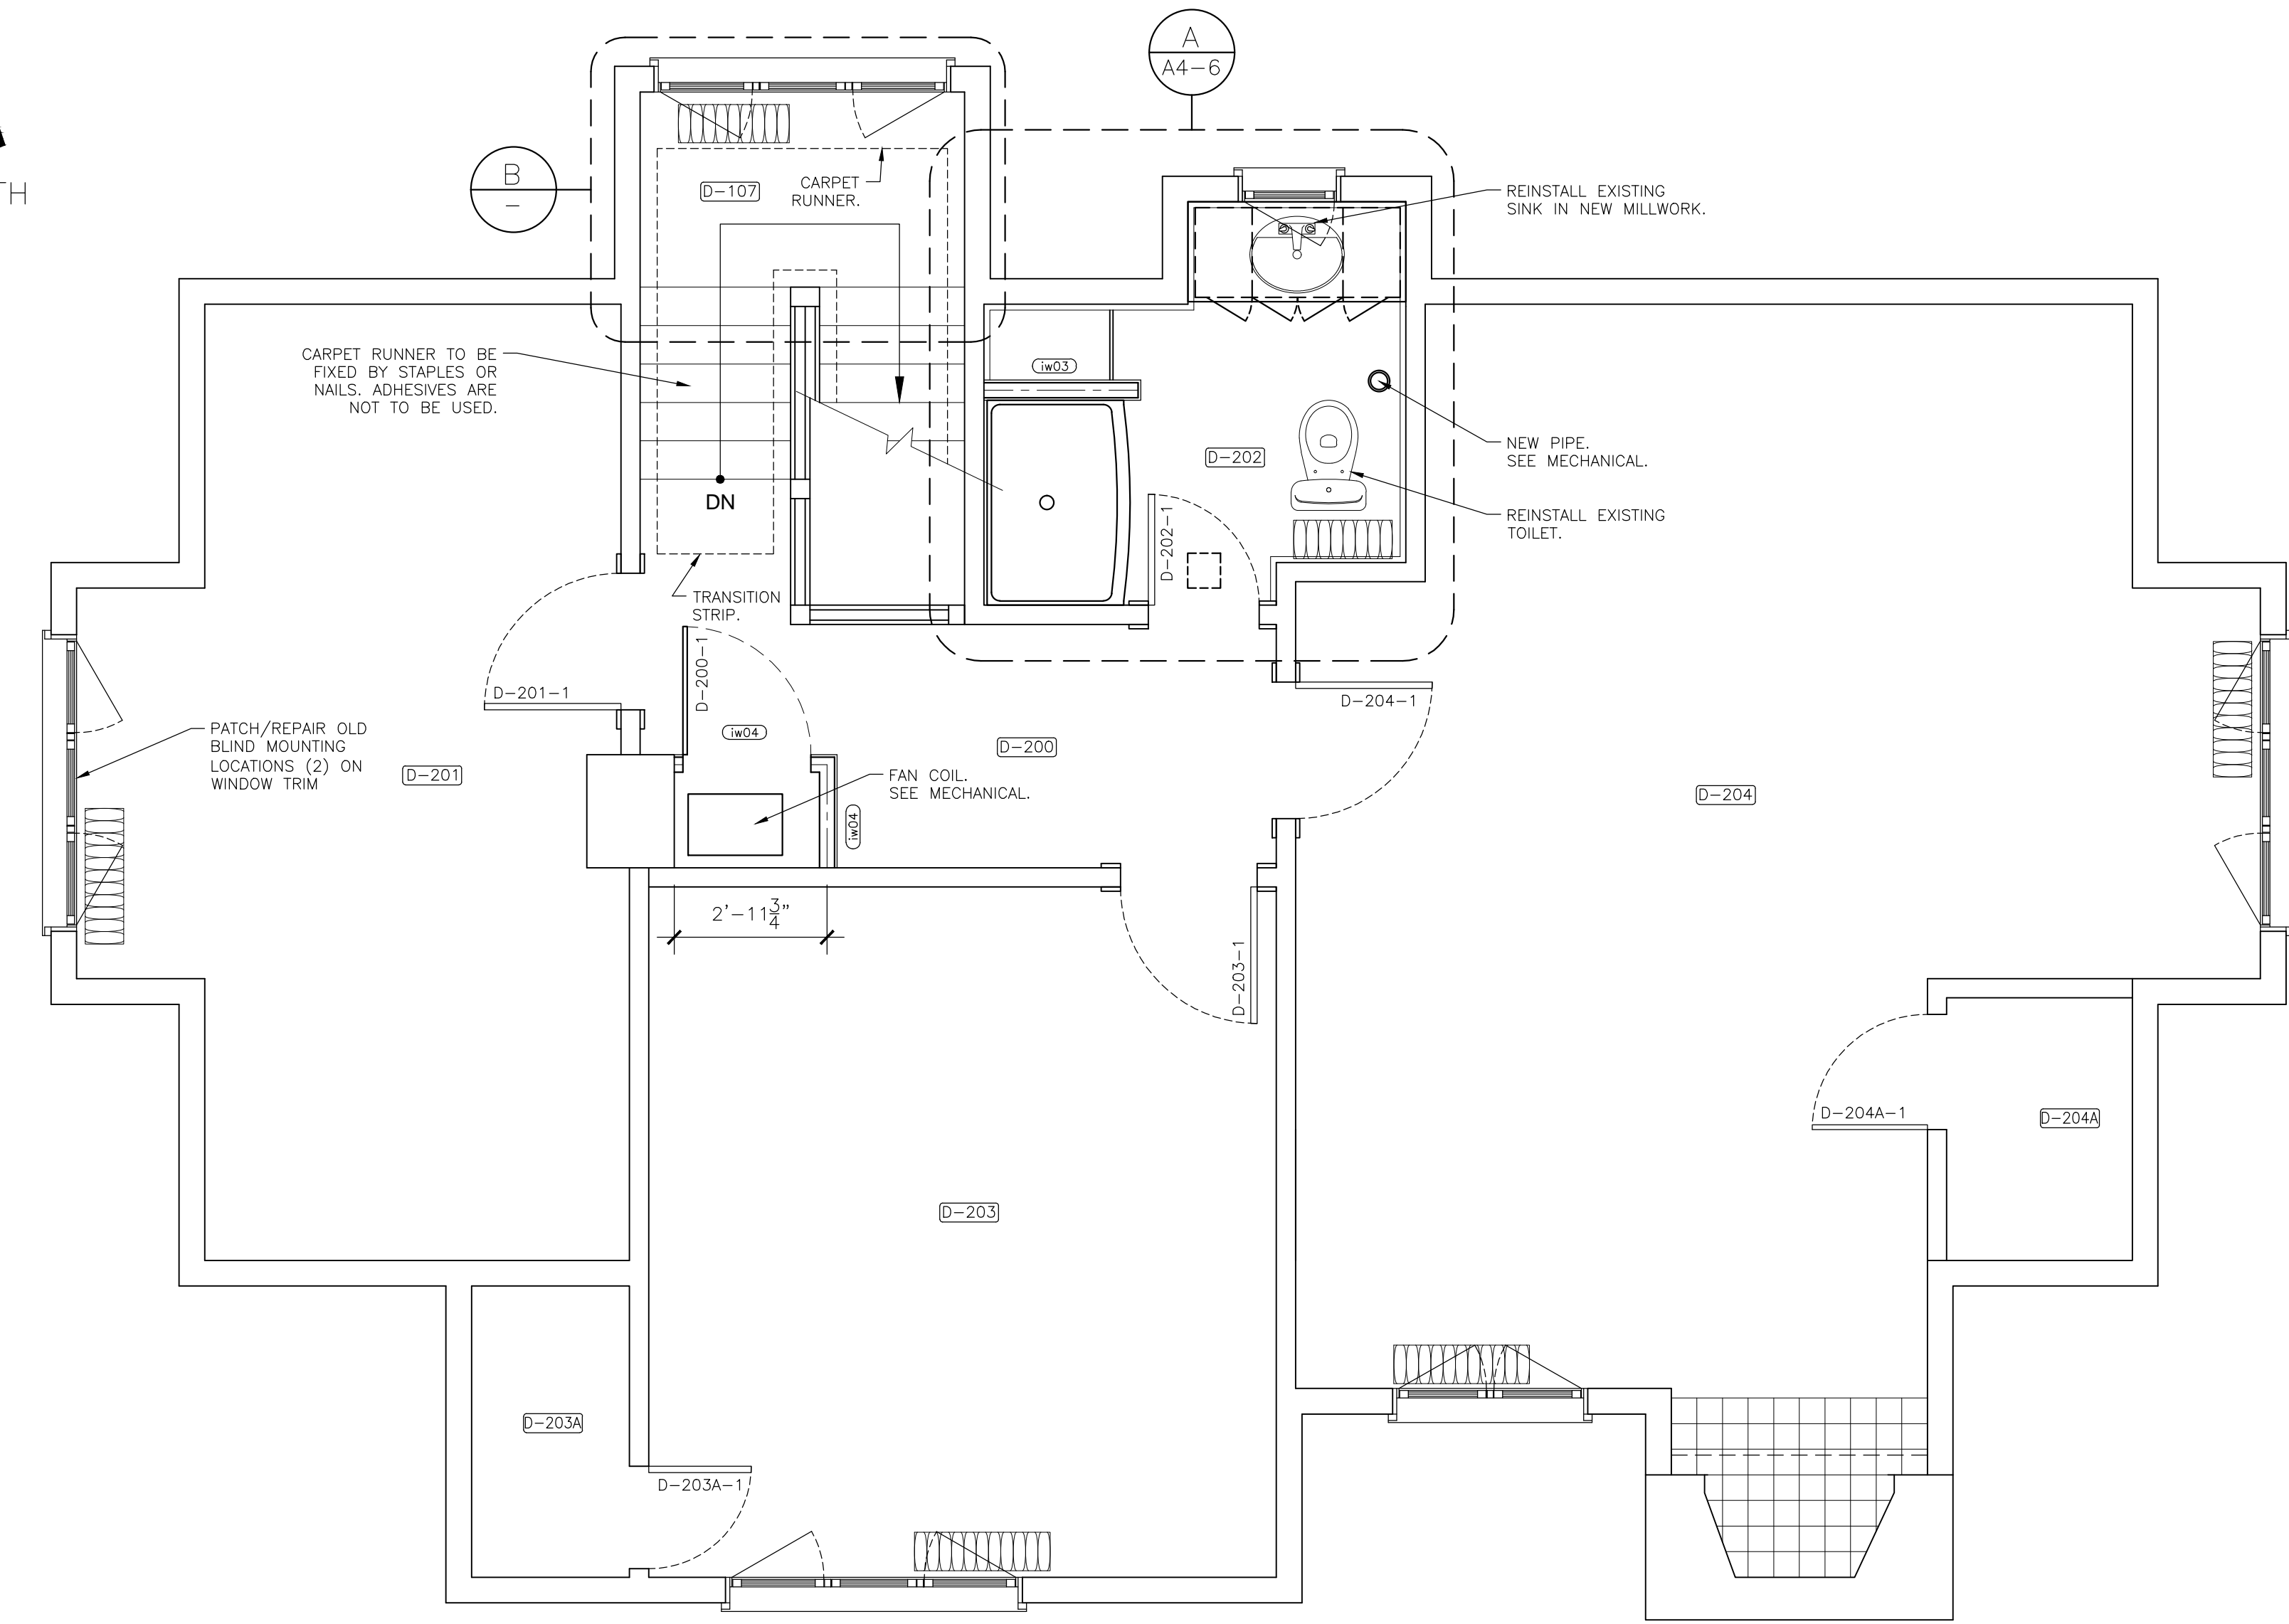 A
A4-6
B
-
TH
D-107
CARPET
RUNNER.
REINSTALL EXISTING
SINK IN NEW MILLWORK.
CARPET RUNNER TO BE
FIXED BY STAPLES OR
NAILS. ADHESIVES ARE
NOT TO BE USED.
iw03
D-202
NEW PIPE.
SEE MECHANICAL.
DN
REINSTALL EXISTING
TOILET.
D-202-1
TRANSITION
STRIP.
D-200-1
D-201-1
D-204-1
PATCH/REPAIR OLD
BLIND MOUNTING
LOCATIONS (2) ON
WINDOW TRIM
iw04
D-200
D-201
FAN COIL.
SEE MECHANICAL.
iw04
D-204
2'-11 3/4"
D-203-1
D-204A-1
D-204A
D-203
D-203A
D-203A-1